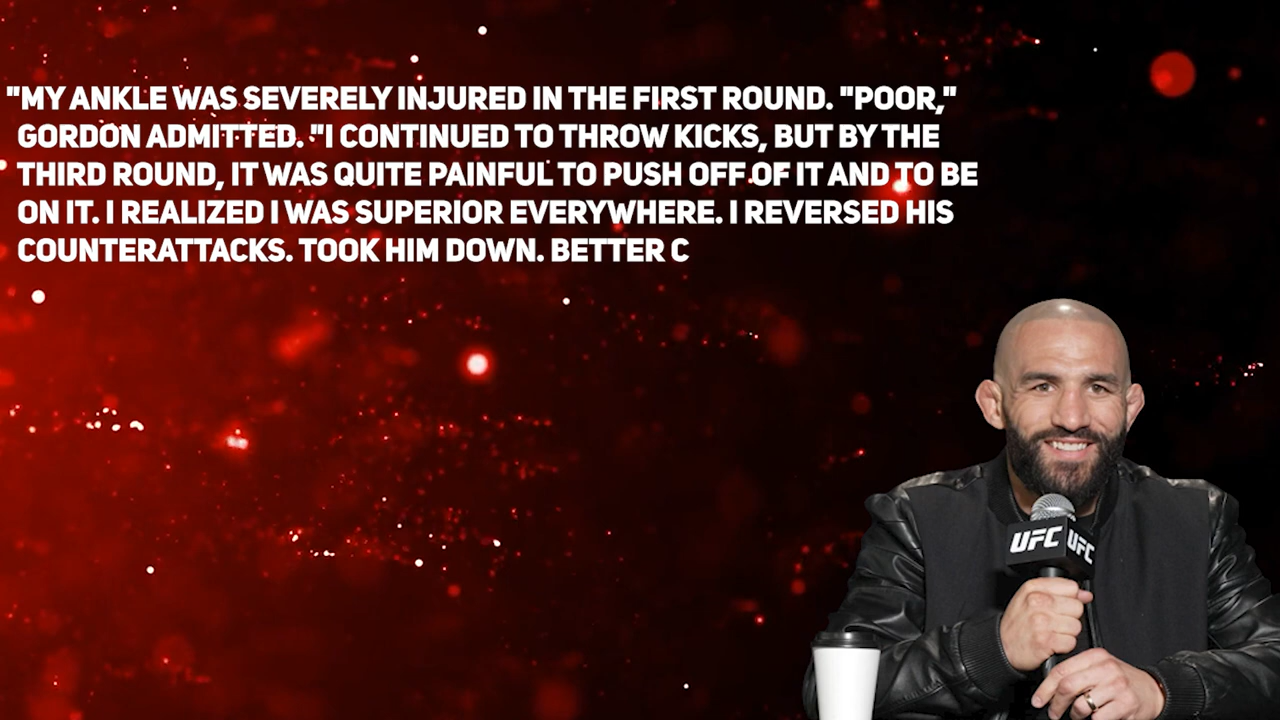 "MY ANKLE WAS SEVERELY INJURED IN THE FIRST ROUND. "POOR,"
GORDON ADMITTED. "I CONTINUED TO THROW KICKS, BUT BY THE
THIRD ROUND, IT WAS QUITE PAINFUL TO PUSH OFF OF IT AND TO BE
ON IT. I REALIZED I WAS SUPERIOR EVERYWHERE. I REVERSED HIS
COUNTERATTACKS. TOOK HIM DOWN. BETTER C
UFC UFC